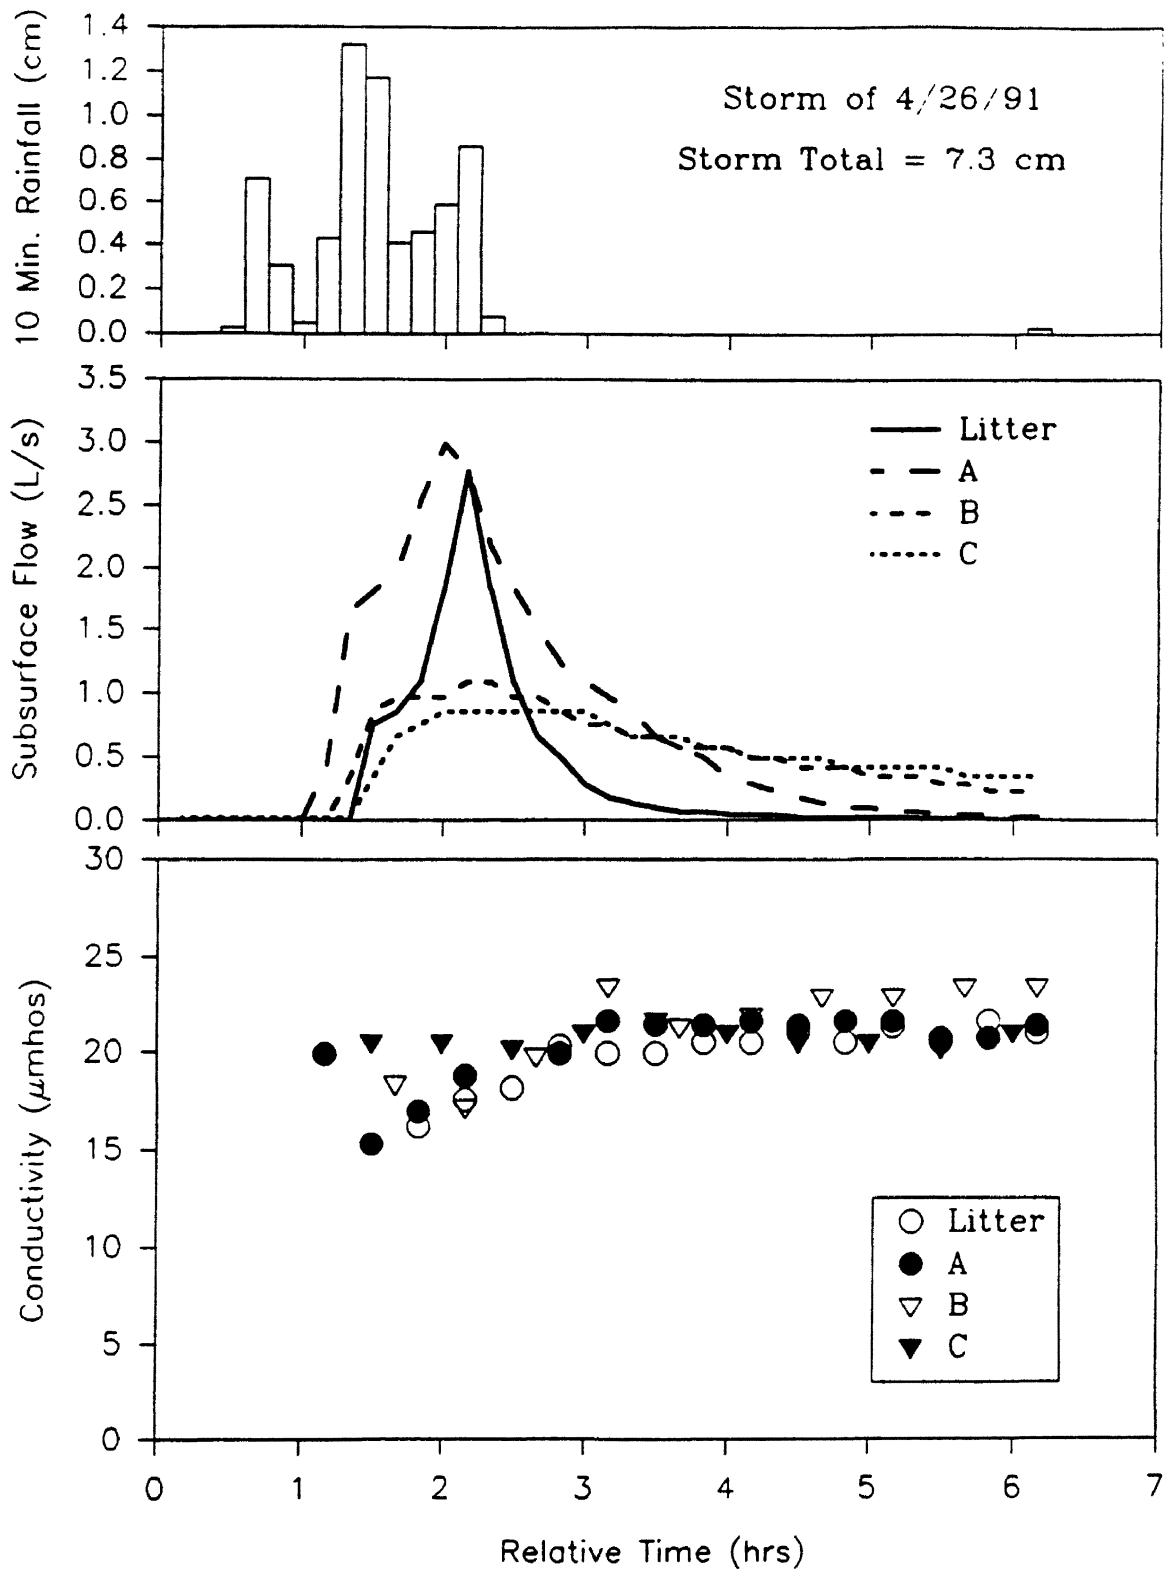 10 Min. Rainfall (cm)
1.4
1.2
1.0
0.8
0.6
0.4
0.2
0.0
Storm of 4/26/91
Storm Total = 7.3 cm
Subsurface Flow (L/s)
3.5
3.0
2.5
2.0
1.5
1.0
0.5
0.0
Litter
A
B
C
Conductivity (μmhos)
30
25
20
15
10
5
0
Litter
A
B
C
0 1 2 3 4 5 6 7
Relative Time (hrs)